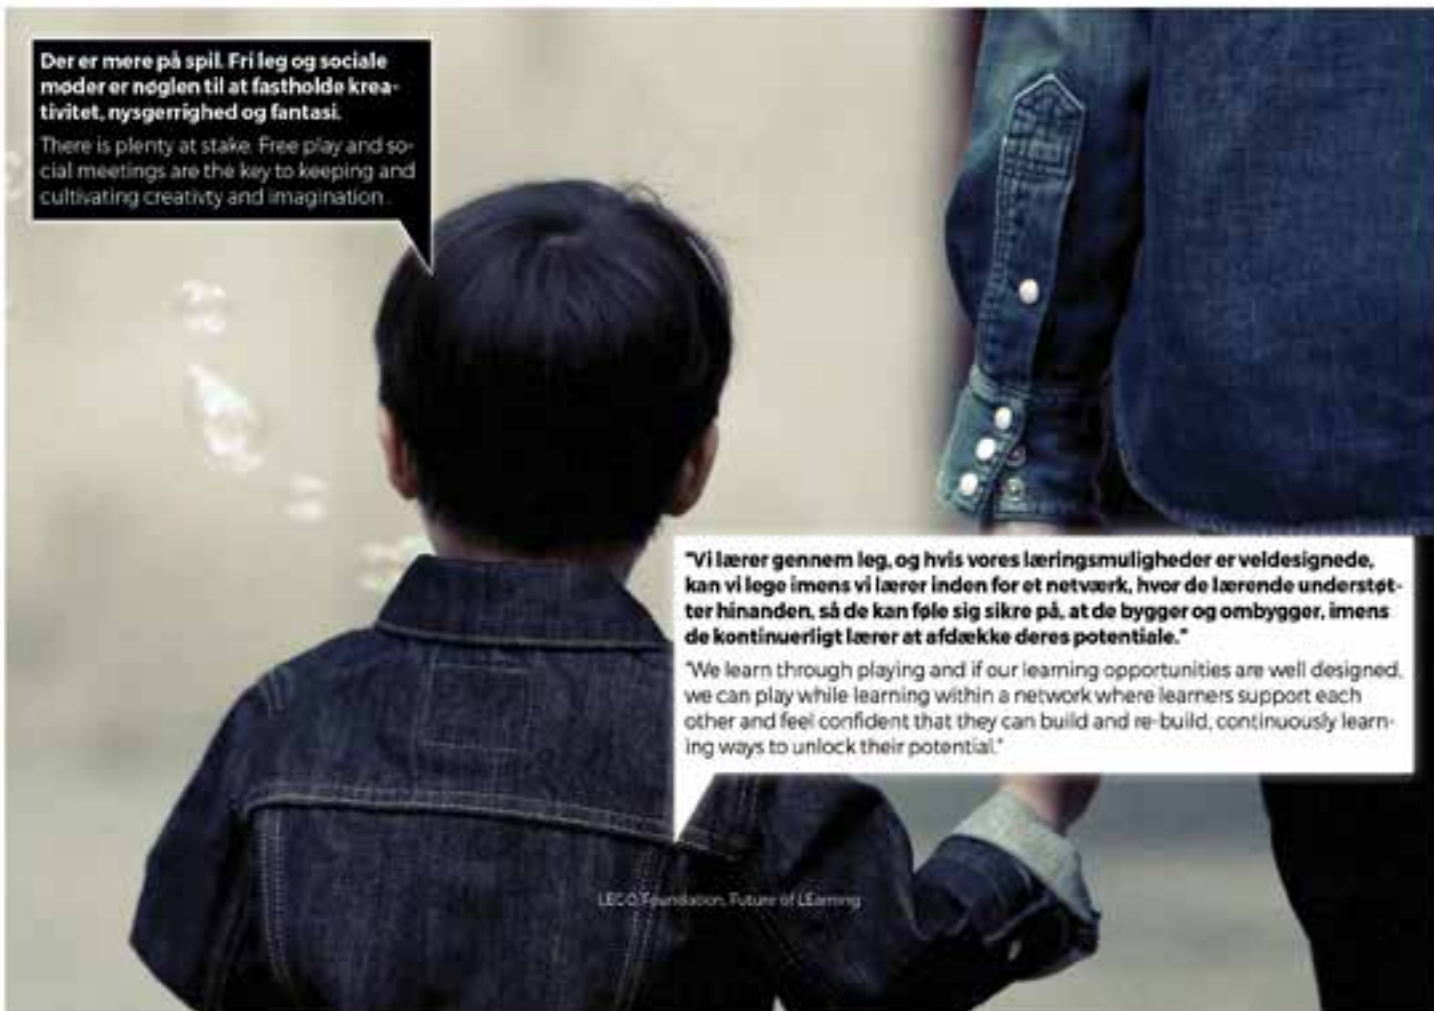 Der er mere på spil. Fri leg og sociale
møder er nøglen til at fastholde krea-
tivitet, nysgerrighed og fantasi.
There is plenty at stake. Free play and so-
cial meetings are the key to keeping and
cultivating creativty and imagination.
"Vi lærer gennem leg, og hvis vores læringsmuligheder er veldesignede,
kan vi lege imens vi lærer inden for et netværk, hvor de lærende understøt-
ter hinanden, så de kan føle sig sikre på, at de bygger og ombygger, imens
de kontinuerligt lærer at afdække deres potentiale."
"We learn through playing and if our learning opportunities are well designed,
we can play while learning within a network where learners support each
other and feel confident that they can build and re-build, continuously learn-
ing ways to unlock their potential."
LEGO Foundation, Future of LEarning